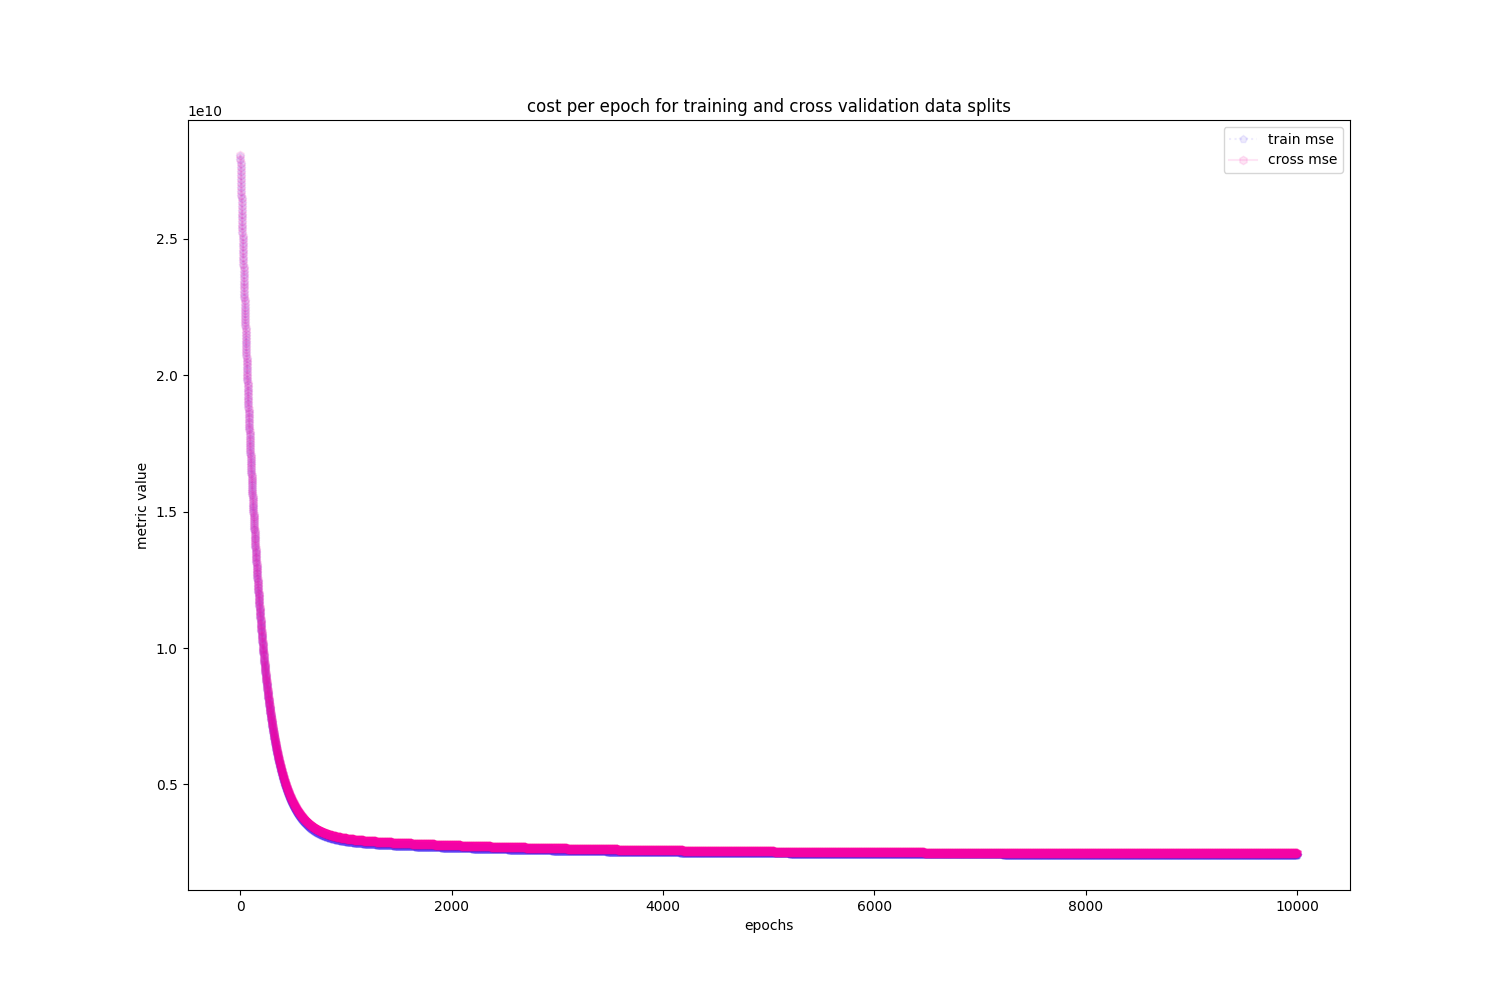 cost per epoch for training and cross validation data splits
1e10
train mse
cross mse
2.5
2.0
1.5
1.0
0.5
metric value
0 2000 4000 6000 8000 10000
epochs